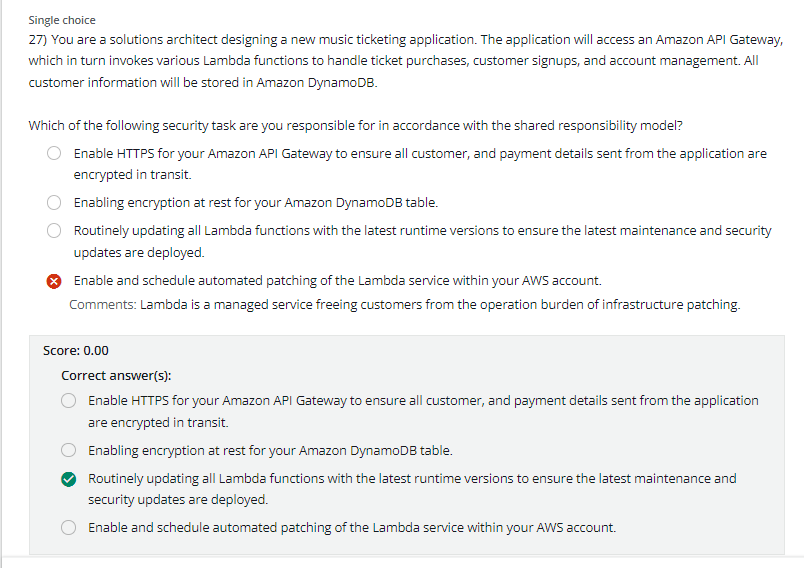 Single choice
27) You are a solutions architect designing a new music ticketing application. The application will access an Amazon API Gateway,
which in turn invokes various Lambda functions to handle ticket purchases, customer signups, and account management. All
customer information will be stored in Amazon DynamoDB.
Which of the following security task are you responsible for in accordance with the shared responsibility model?
Enable HTTPS for your Amazon API Gateway to ensure all customer, and payment details sent from the application are
encrypted in transit.
Enabling encryption at rest for your Amazon DynamoDB table.
Routinely updating all Lambda functions with the latest runtime versions to ensure the latest maintenance and security
updates are deployed.
Enable and schedule automated patching of the Lambda service within your AWS account.
Comments: Lambda is a managed service freeing customers from the operation burden of infrastructure patching.
Score: 0.00
Correct answer(s):
Enable HTTPS for your Amazon API Gateway to ensure all customer, and payment details sent from the application
are encrypted in transit.
Enabling encryption at rest for your Amazon DynamoDB table.
Routinely updating all Lambda functions with the latest runtime versions to ensure the latest maintenance and
security updates are deployed.
Enable and schedule automated patching of the Lambda service within your AWS account.